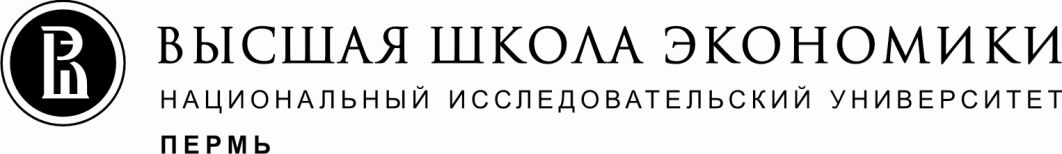 ВЫСШАЯ ШКОЛА ЭКОНОМИКИ
НАЦИОНАЛЬНЫЙ ИССЛЕДОВАТЕЛЬСКИЙ УНИВЕРСИТЕТ
ПЕРМЬ